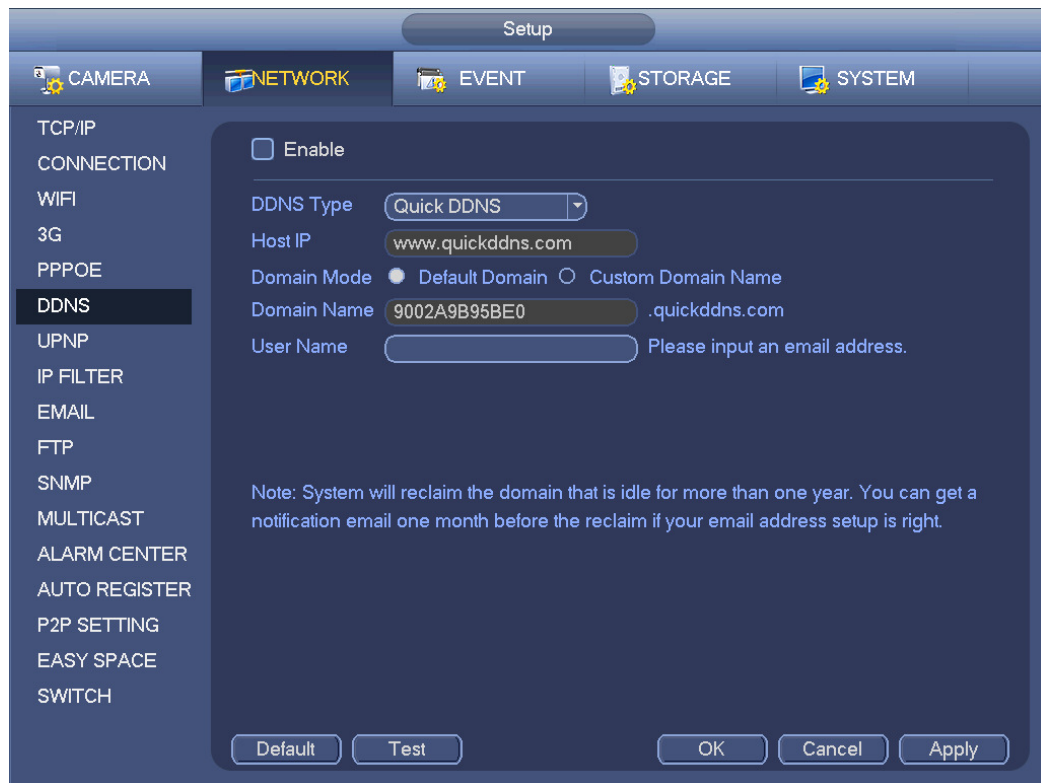 Setup
CAMERA NETWORK EVENT STORAGE SYSTEM
TCP/IP
CONNECTION
WIFI
3G
PPPOE
DDNS
UPNP
IP FILTER
EMAIL
FTP
SNMP
MULTICAST
ALARM CENTER
AUTO REGISTER
P2P SETTING
EASY SPACE
SWITCH
Enable
DDNS Type Quick DDNS
Host IP www.quickddns.com
Domain Mode Default Domain Custom Domain Name
Domain Name 9002A9B95BE0 .quickddns.com
User Name Please input an email address.
Note: System will reclaim the domain that is idle for more than one year. You can get a
notification email one month before the reclaim if your email address setup is right.
Default Test OK Cancel Apply